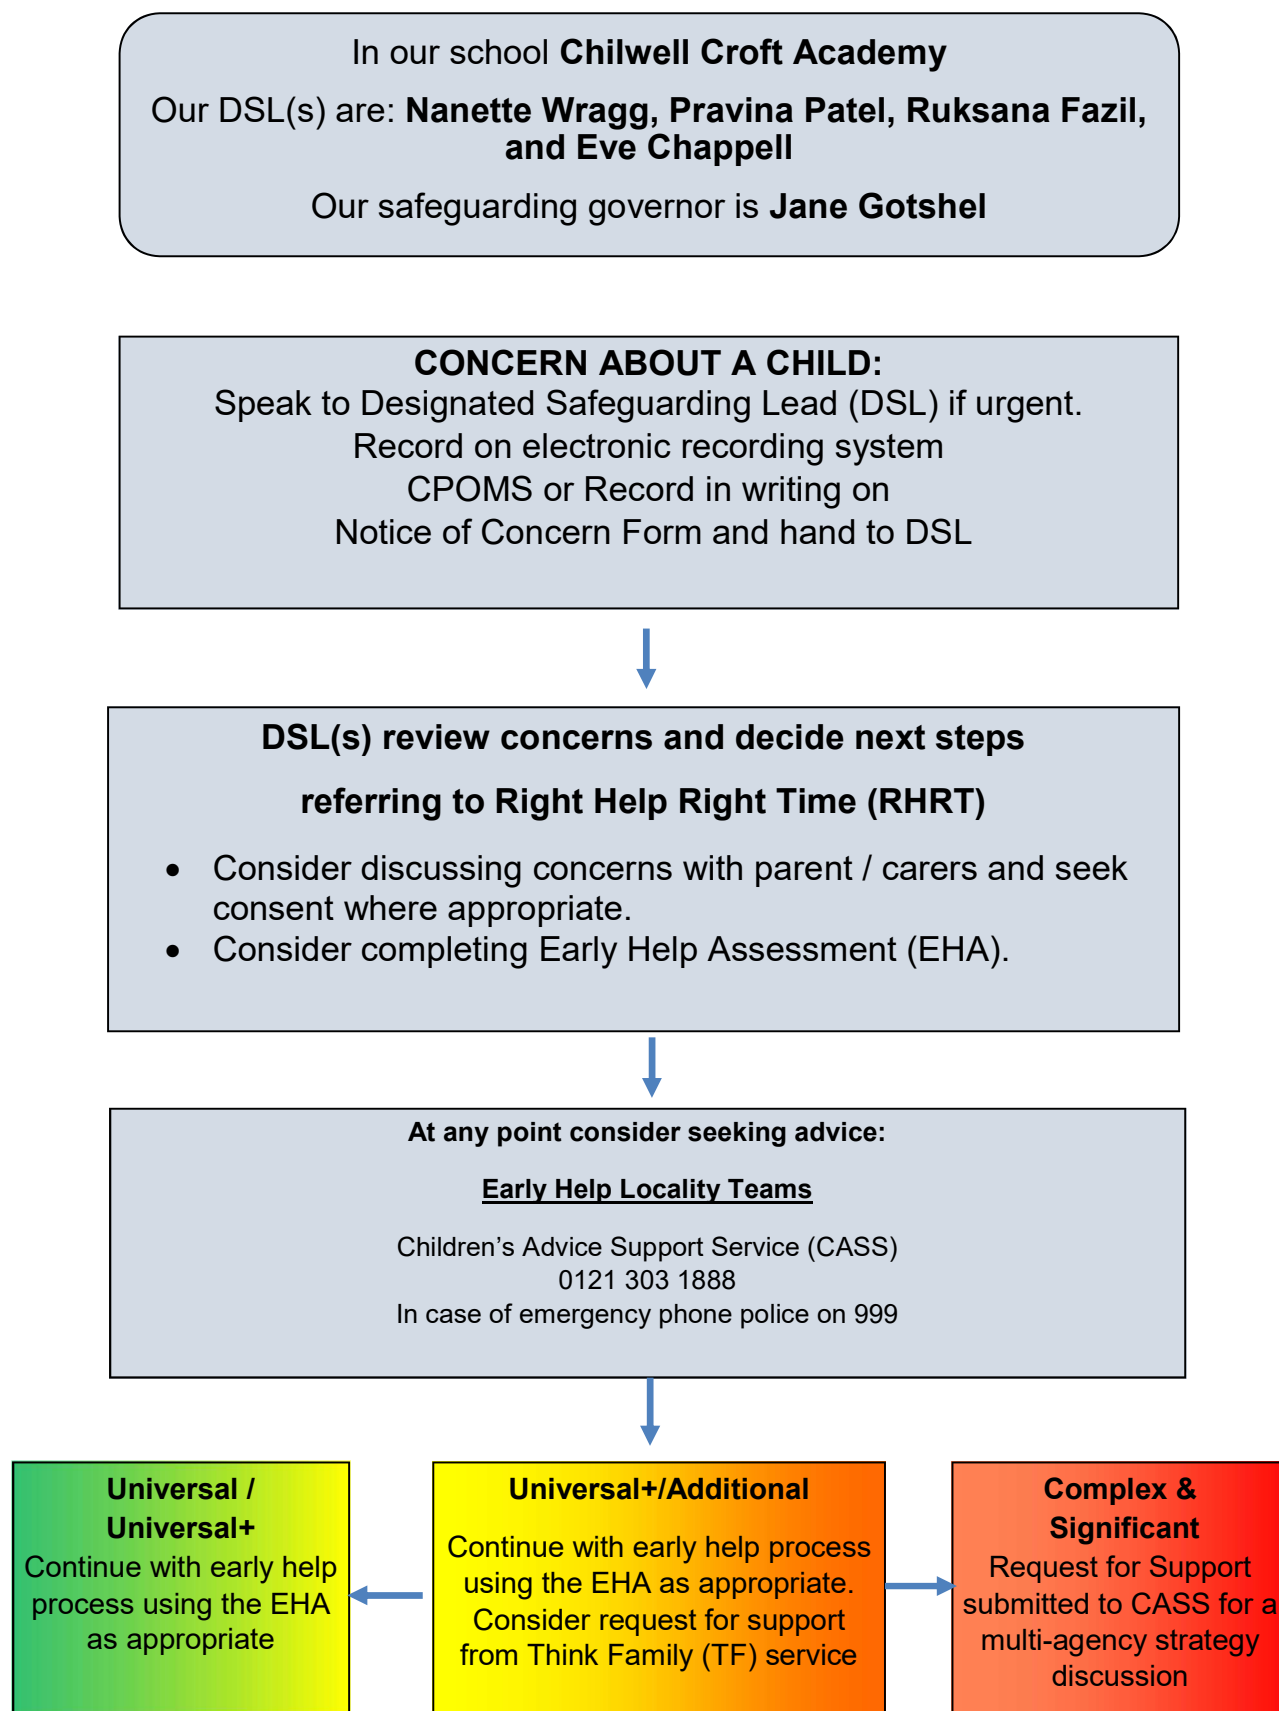 In our school Chilwell Croft Academy
Our DSL(s) are: Nanette Wragg, Pravina Patel, Ruksana Fazil,
and Eve Chappell
Our safeguarding governor is Jane Gotshel
CONCERN ABOUT A CHILD:
Speak to Designated Safeguarding Lead (DSL) if urgent.
Record on electronic recording system
CPOMS or Record in writing on
Notice of Concern Form and hand to DSL
DSL(s) review concerns and decide next steps
referring to Right Help Right Time (RHRT)
• Consider discussing concerns with parent / carers and seek
consent where appropriate.
• Consider completing Early Help Assessment (EHA).
At any point consider seeking advice:
Early Help Locality Teams
Children’s Advice Support Service (CASS)
0121 303 1888
In case of emergency phone police on 999
Universal /
Universal+
Continue with early help
process using the EHA
as appropriate
Universal+/Additional
Continue with early help process
using the EHA as appropriate.
Consider request for support
from Think Family (TF) service
Complex &
Significant
Request for Support
submitted to CASS for a
multi-agency strategy
discussion